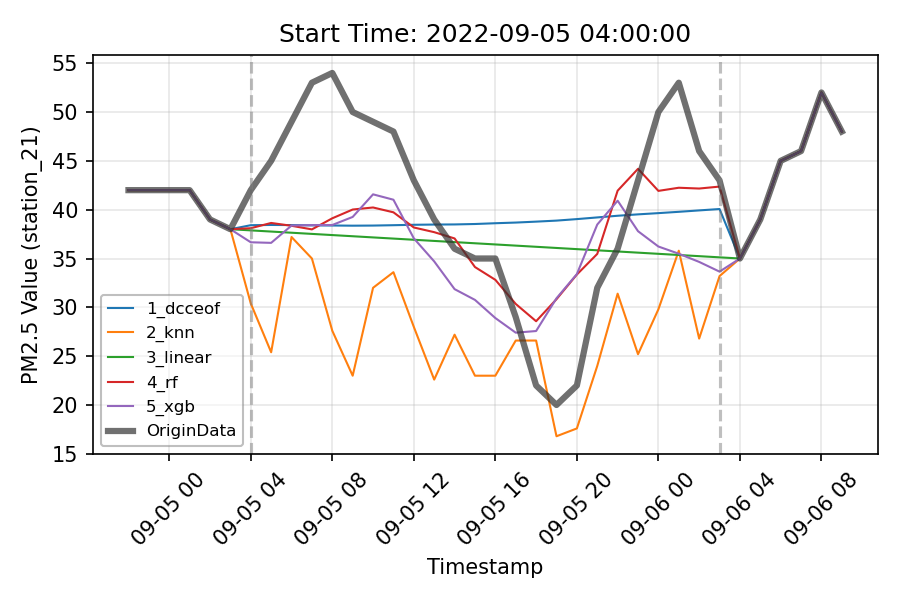 Start Time: 2022-09-05 04:00:00
PM2.5 Value (station_21)
55
50
45
40
35
30
25
20
15
1_dcceof
2_knn
3_linear
4_rf
5_xgb
OriginData
09-05 00
09-05 04
09-05 08
09-05 12
09-05 16
09-05 20
09-06 00
09-06 04
09-06 08
Timestamp